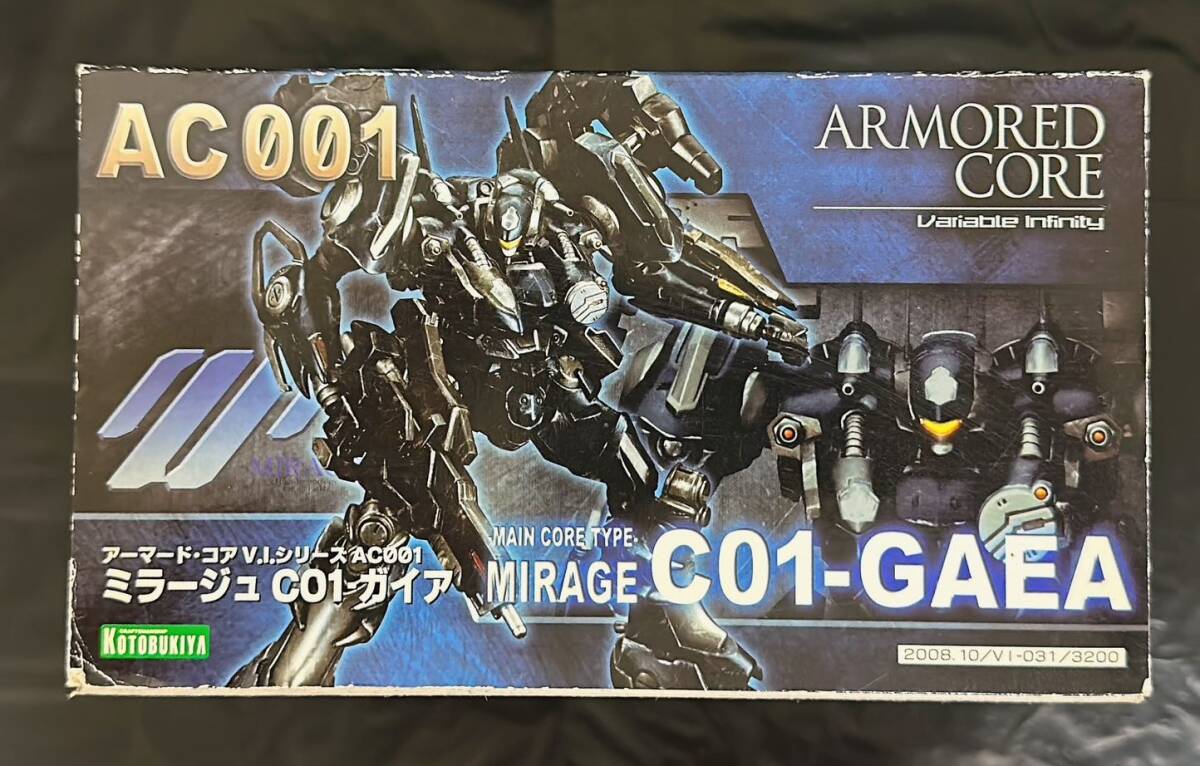 AC001
ARMORED
CORE
Variable Infinity
アーマード・コア V.I.シリーズ AC001
ミラージュ C01-ガイア
MAIN CORE TYPE-
MIRAGE C01-GAEA
CRAFTSMANSHIP
KOTOBUKIYA
2008.10/VI-031/3200